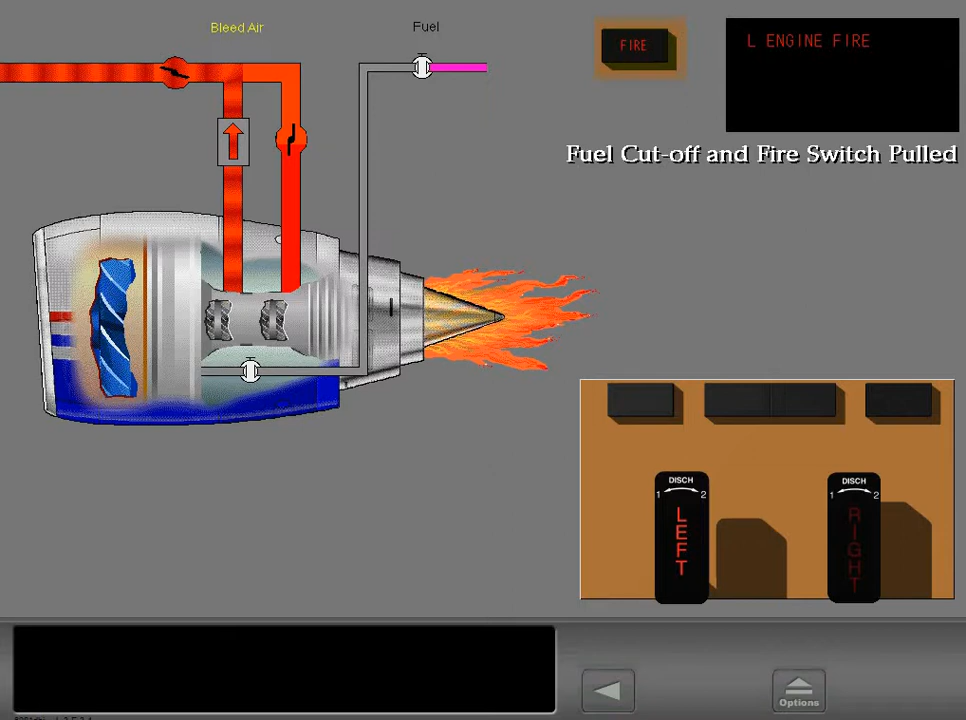 Bleed Air
Fuel
FIRE
L ENGINE FIRE
Fuel Cut-off and Fire Switch Pulled
DISCH
1 2
LEFT
DISCH
1 2
RIGHT
Options